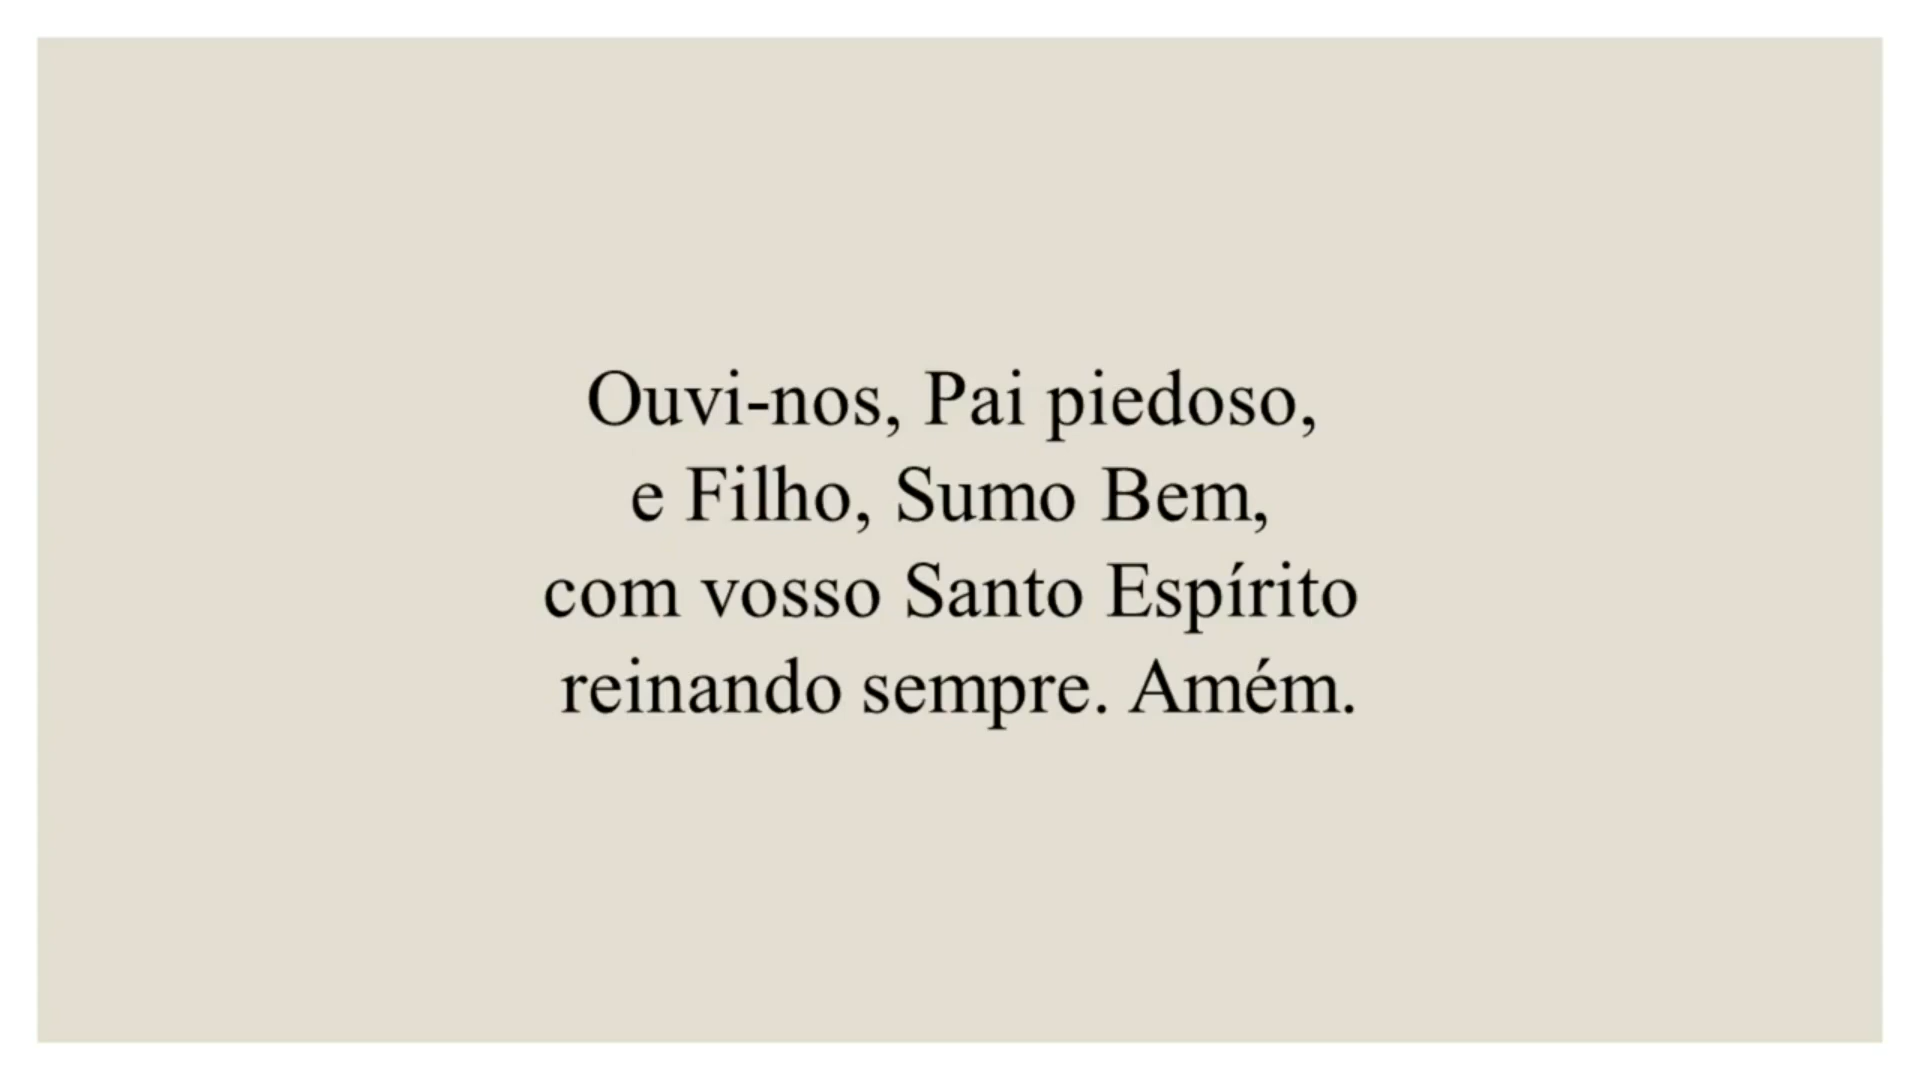 Ouvi-nos, Pai piedoso,
e Filho, Sumo Bem,
com vosso Santo Espírito
reinando sempre. Amém.